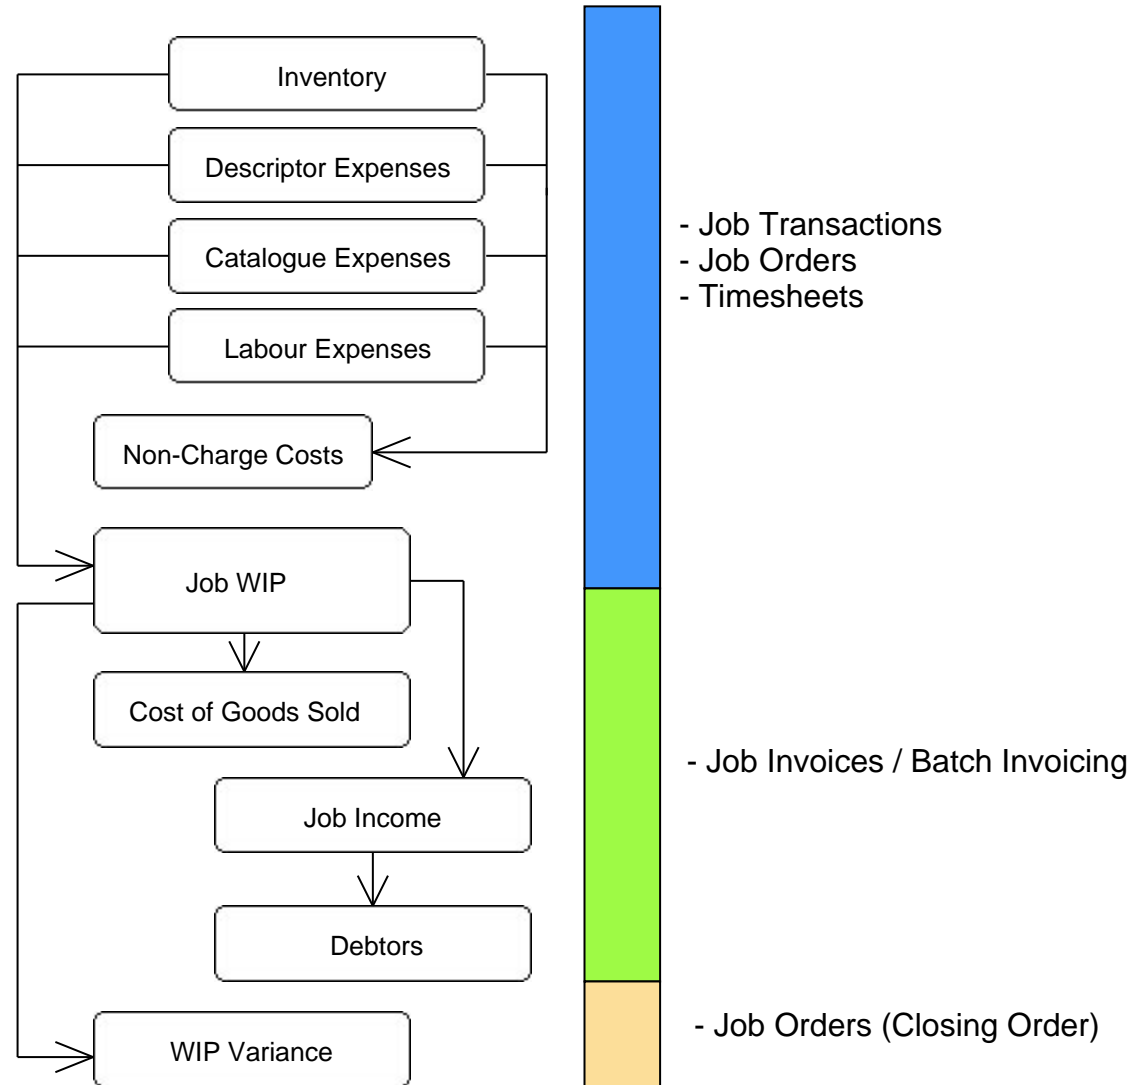 Inventory
Descriptor Expenses
Catalogue Expenses
Labour Expenses
Non-Charge Costs
Job WIP
Cost of Goods Sold
Job Income
Debtors
WIP Variance
- Job Transactions
- Job Orders
- Timesheets
- Job Invoices / Batch Invoicing
- Job Orders (Closing Order)